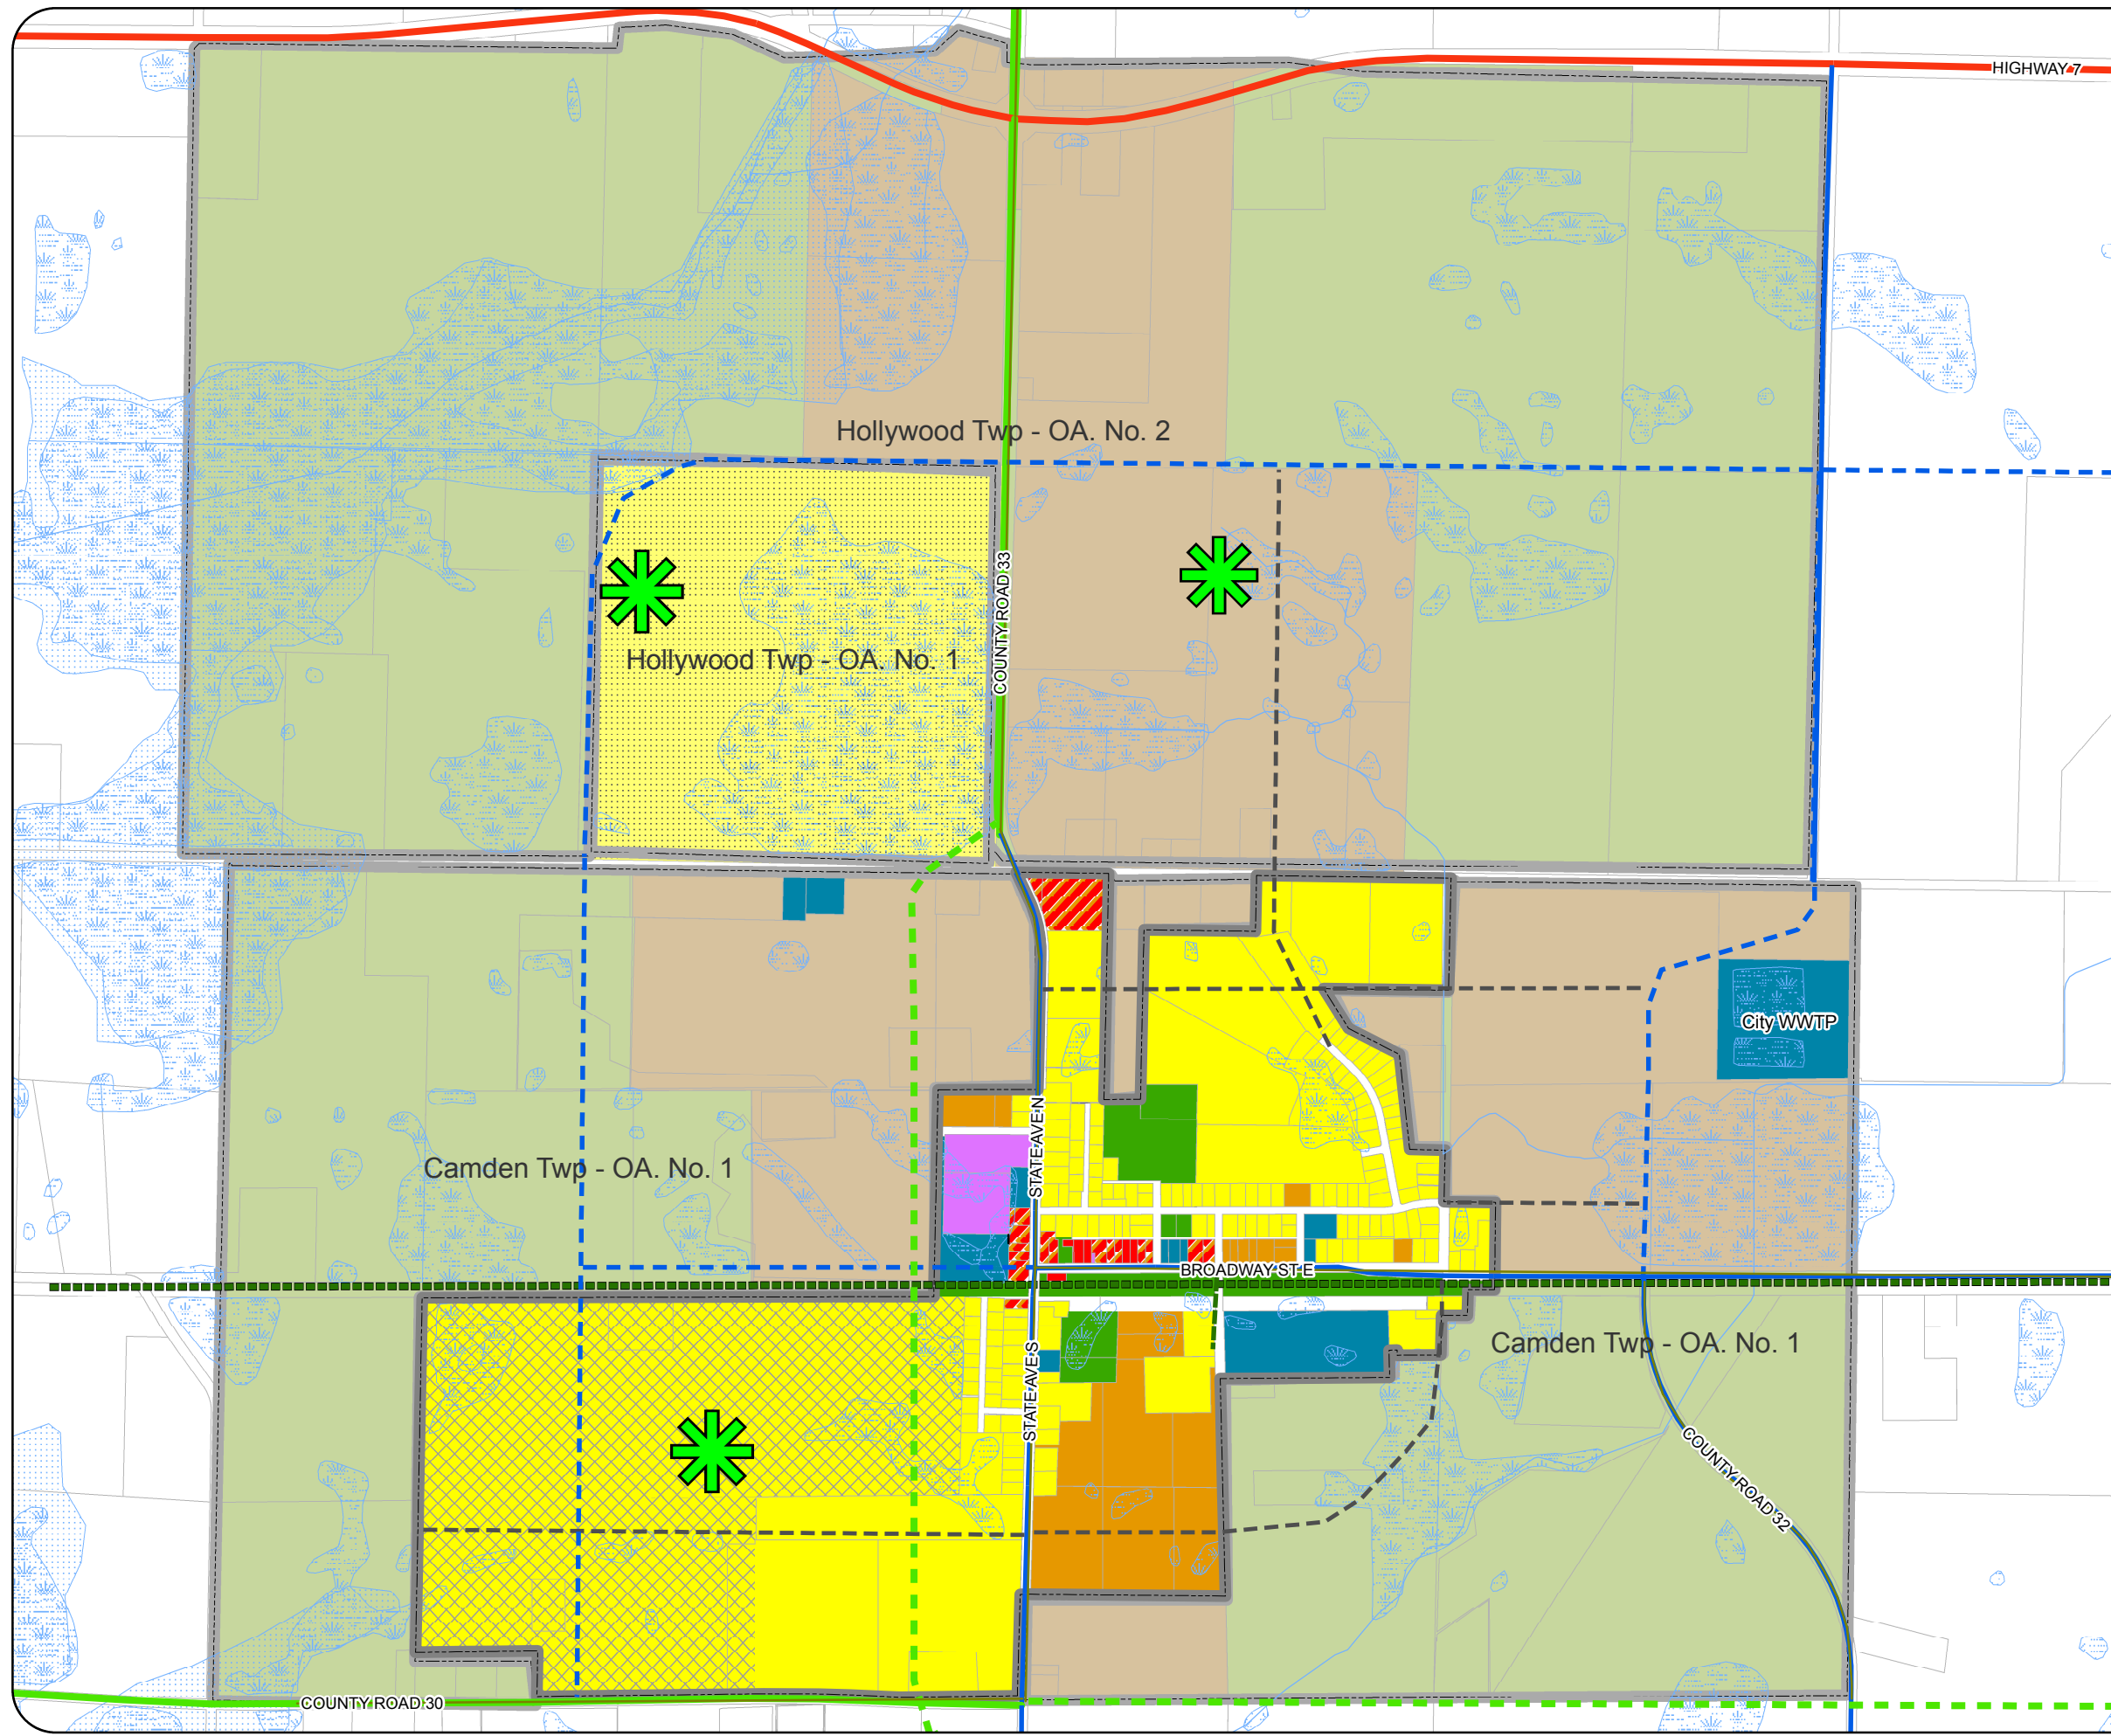 HIGHWAY 7
Hollywood Twp - OA. No. 2
COUNTY ROAD 33
Hollywood Twp - OA. No. 1
City WWTP
STATE AVE N
Camden Twp - OA. No. 1
BROADWAY ST E
STATE AVE S
Camden Twp - OA. No. 1
COUNTY ROAD 32
COUNTY ROAD 30